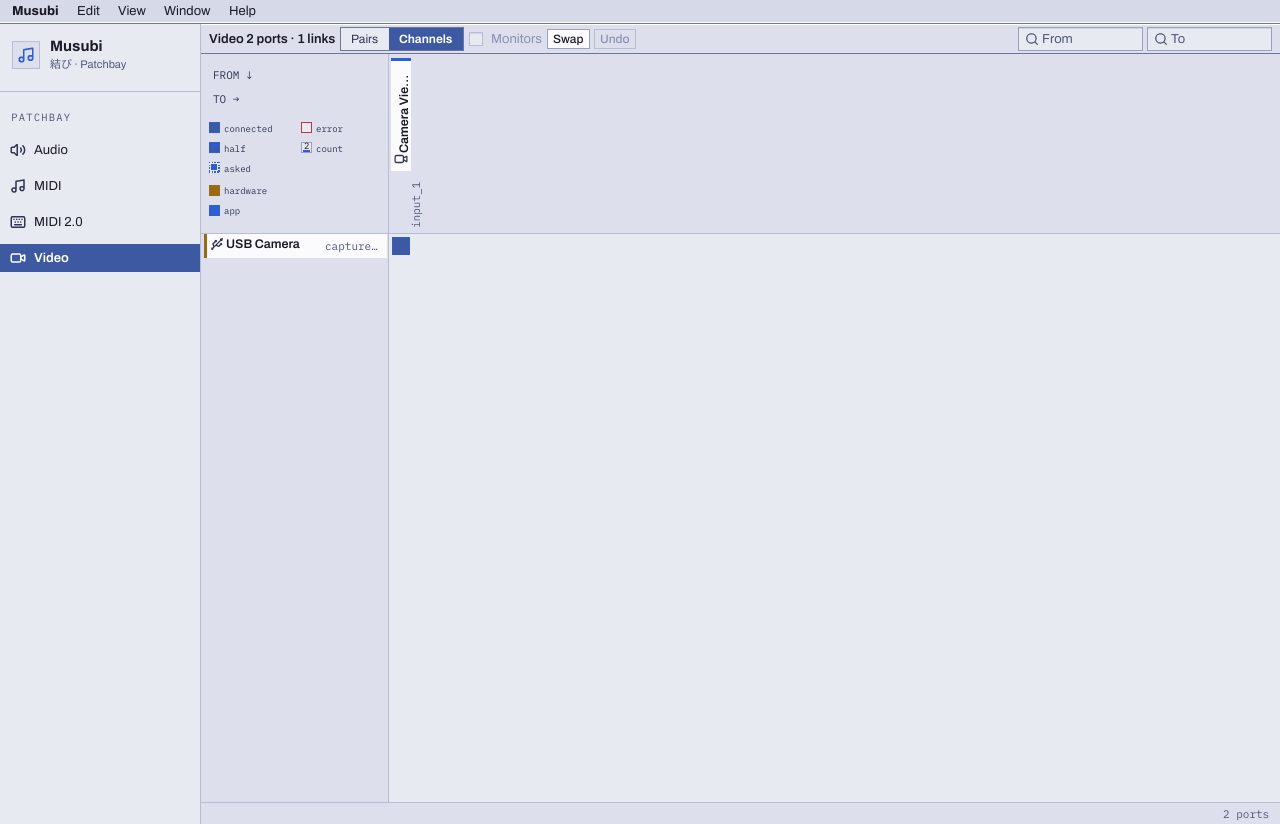 Musubi Edit View Window Help
Musubi
結び · Patchbay
PATCHBAY
Audio
MIDI
MIDI 2.0
Video
Video 2 ports · 1 links Pairs Channels Monitors Swap Undo From To
FROM ↓
TO →
connected error
half 2 count
asked
hardware
app
Camera Vie…
input_1
USB Camera capture…
2 ports